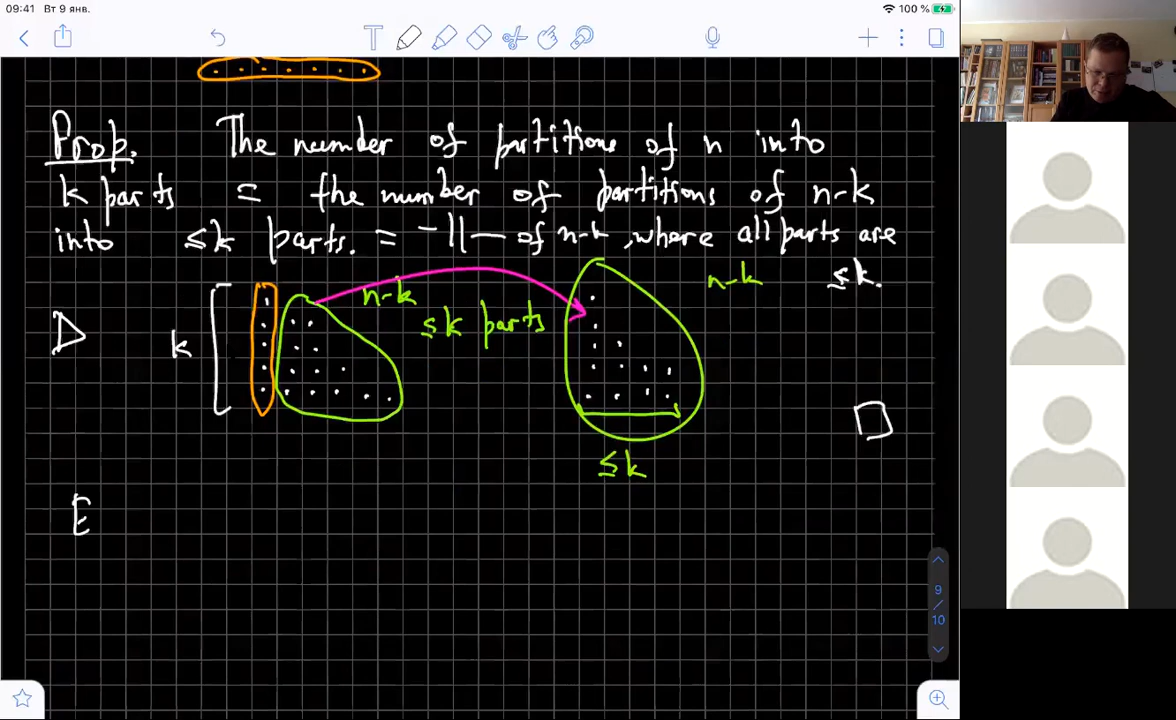 09:41 Вт 9 янв. 100 %
Prop. The number of partitions of n into
k parts = the number of partitions of n-k
into ≤k parts. = -||- of n-k, where all parts are
≤k.
n-k
n-k
≤k parts
k
≤k
E
9
/
10